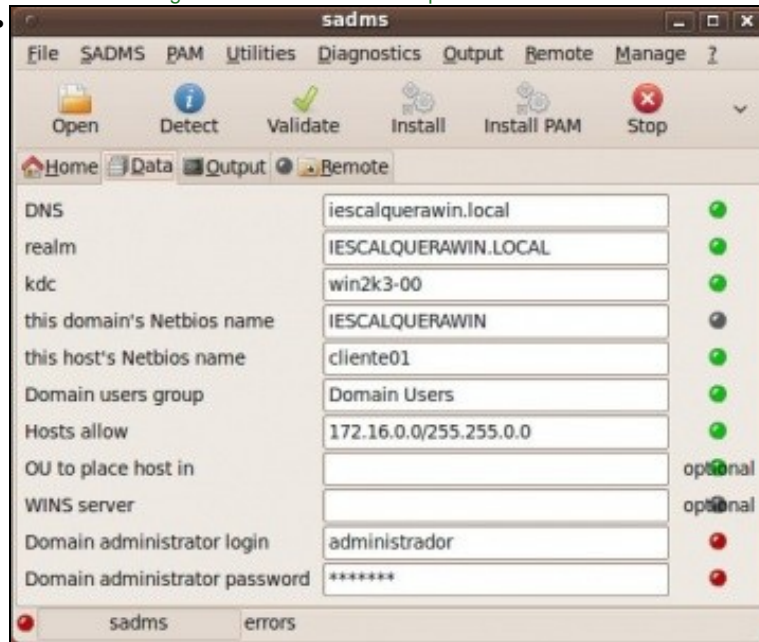 sadms
File SADMS PAM Utilities Diagnostics Output Remote Manage ?
Open Detect Validate Install Install PAM Stop
Home Data Output Remote
DNS iescalquerawin.local
realm IESCALQUERAWIN.LOCAL
kdc win2k3-00
this domain's Netbios name IESCALQUERAWIN
this host's Netbios name cliente01
Domain users group Domain Users
Hosts allow 172.16.0.0/255.255.0.0
OU to place host in optional
WINS server optional
Domain administrator login administrador
Domain administrator password *******
sadms errors